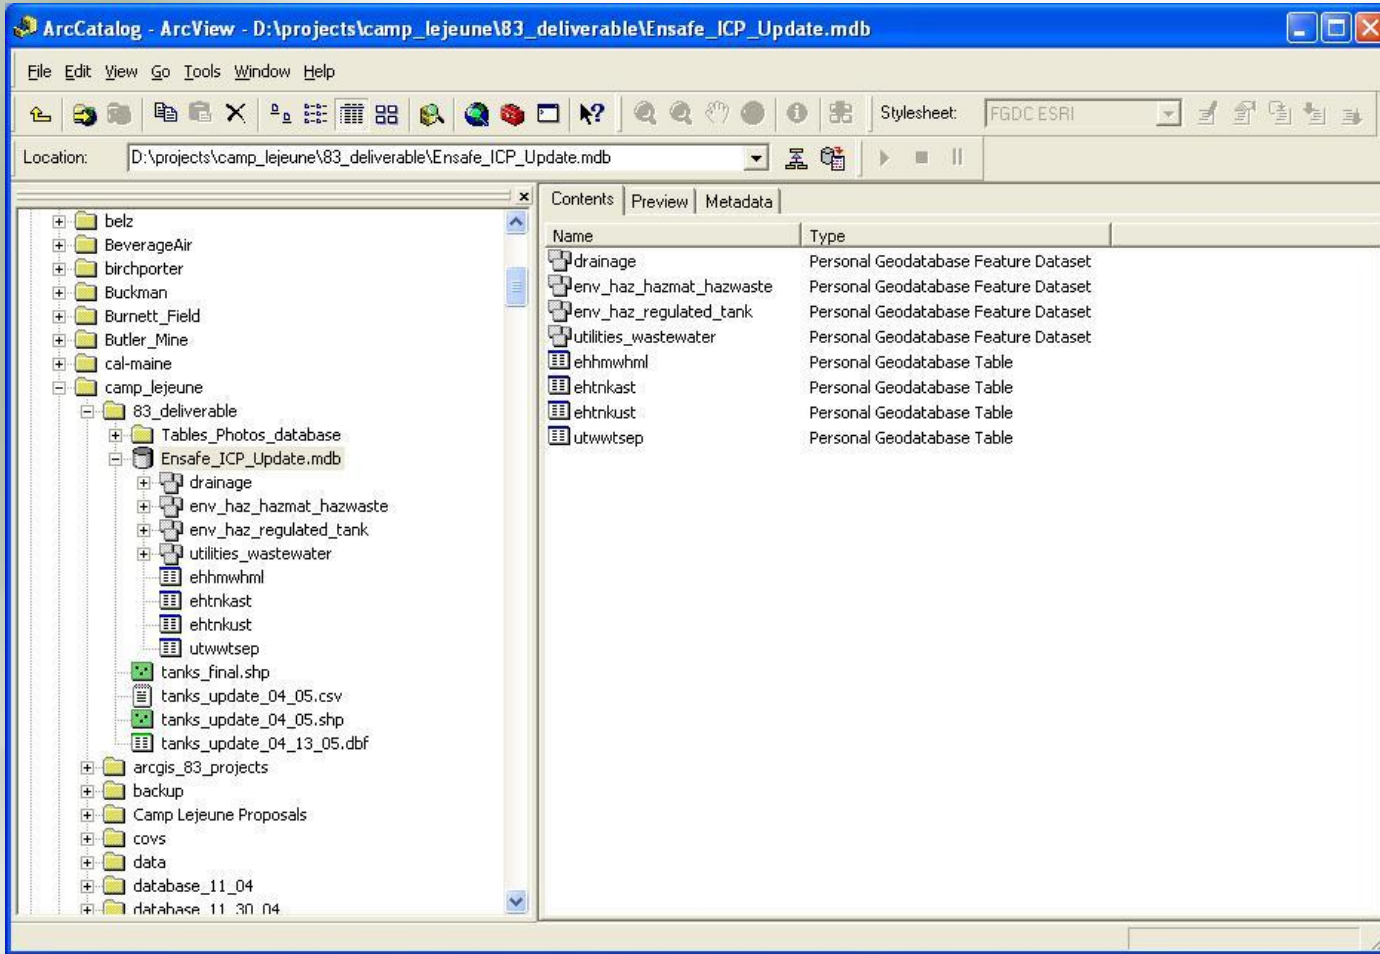 ArcCatalog - ArcView - D:\projects\camp_lejeune\83_deliverable\Ensafe_ICP_Update.mdb
File Edit View Go Tools Window Help
Stylesheet: FGDC ESRI
Location: D:\projects\camp_lejeune\83_deliverable\Ensafe_ICP_Update.mdb
belz
BeverageAir
birchporter
Buckman
Burnett_Field
Butler_Mine
cal-maine
camp_lejeune
83_deliverable
Tables_Photos_database
Ensafe_ICP_Update.mdb
drainage
env_haz_hazmat_hazwaste
env_haz_regulated_tank
utilities_wastewater
ehhmwhml
ehtnkast
ehtnkust
utwwtsep
tanks_final.shp
tanks_update_04_05.csv
tanks_update_04_05.shp
tanks_update_04_13_05.dbf
arcgis_83_projects
backup
Camp Lejeune Proposals
covs
data
database_11_04
database_11_30_04
Contents Preview Metadata
Name Type
drainage Personal Geodatabase Feature Dataset
env_haz_hazmat_hazwaste Personal Geodatabase Feature Dataset
env_haz_regulated_tank Personal Geodatabase Feature Dataset
utilities_wastewater Personal Geodatabase Feature Dataset
ehhmwhml Personal Geodatabase Table
ehtnkast Personal Geodatabase Table
ehtnkust Personal Geodatabase Table
utwwtsep Personal Geodatabase Table